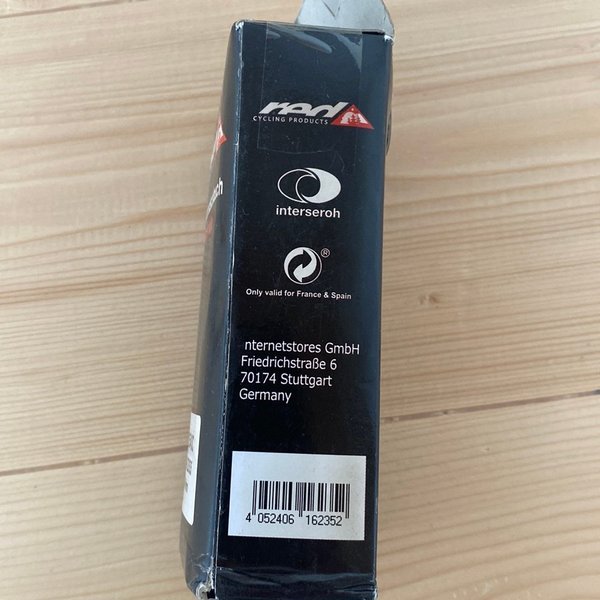 red
CYCLING PRODUCTS
interseroh
®
Only valid for France & Spain
nternetstores GmbH
Friedrichstraße 6
70174 Stuttgart
Germany
4 052406 162352